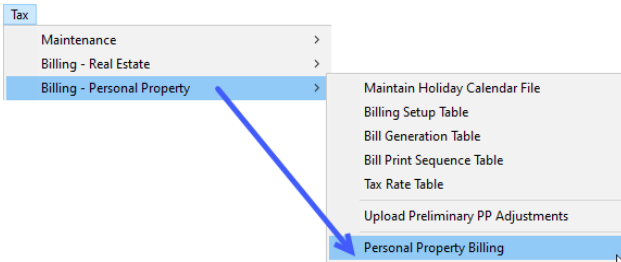 Tax
Maintenance
Billing - Real Estate
Billing - Personal Property
Maintain Holiday Calendar File
Billing Setup Table
Bill Generation Table
Bill Print Sequence Table
Tax Rate Table
Upload Preliminary PP Adjustments
Personal Property Billing